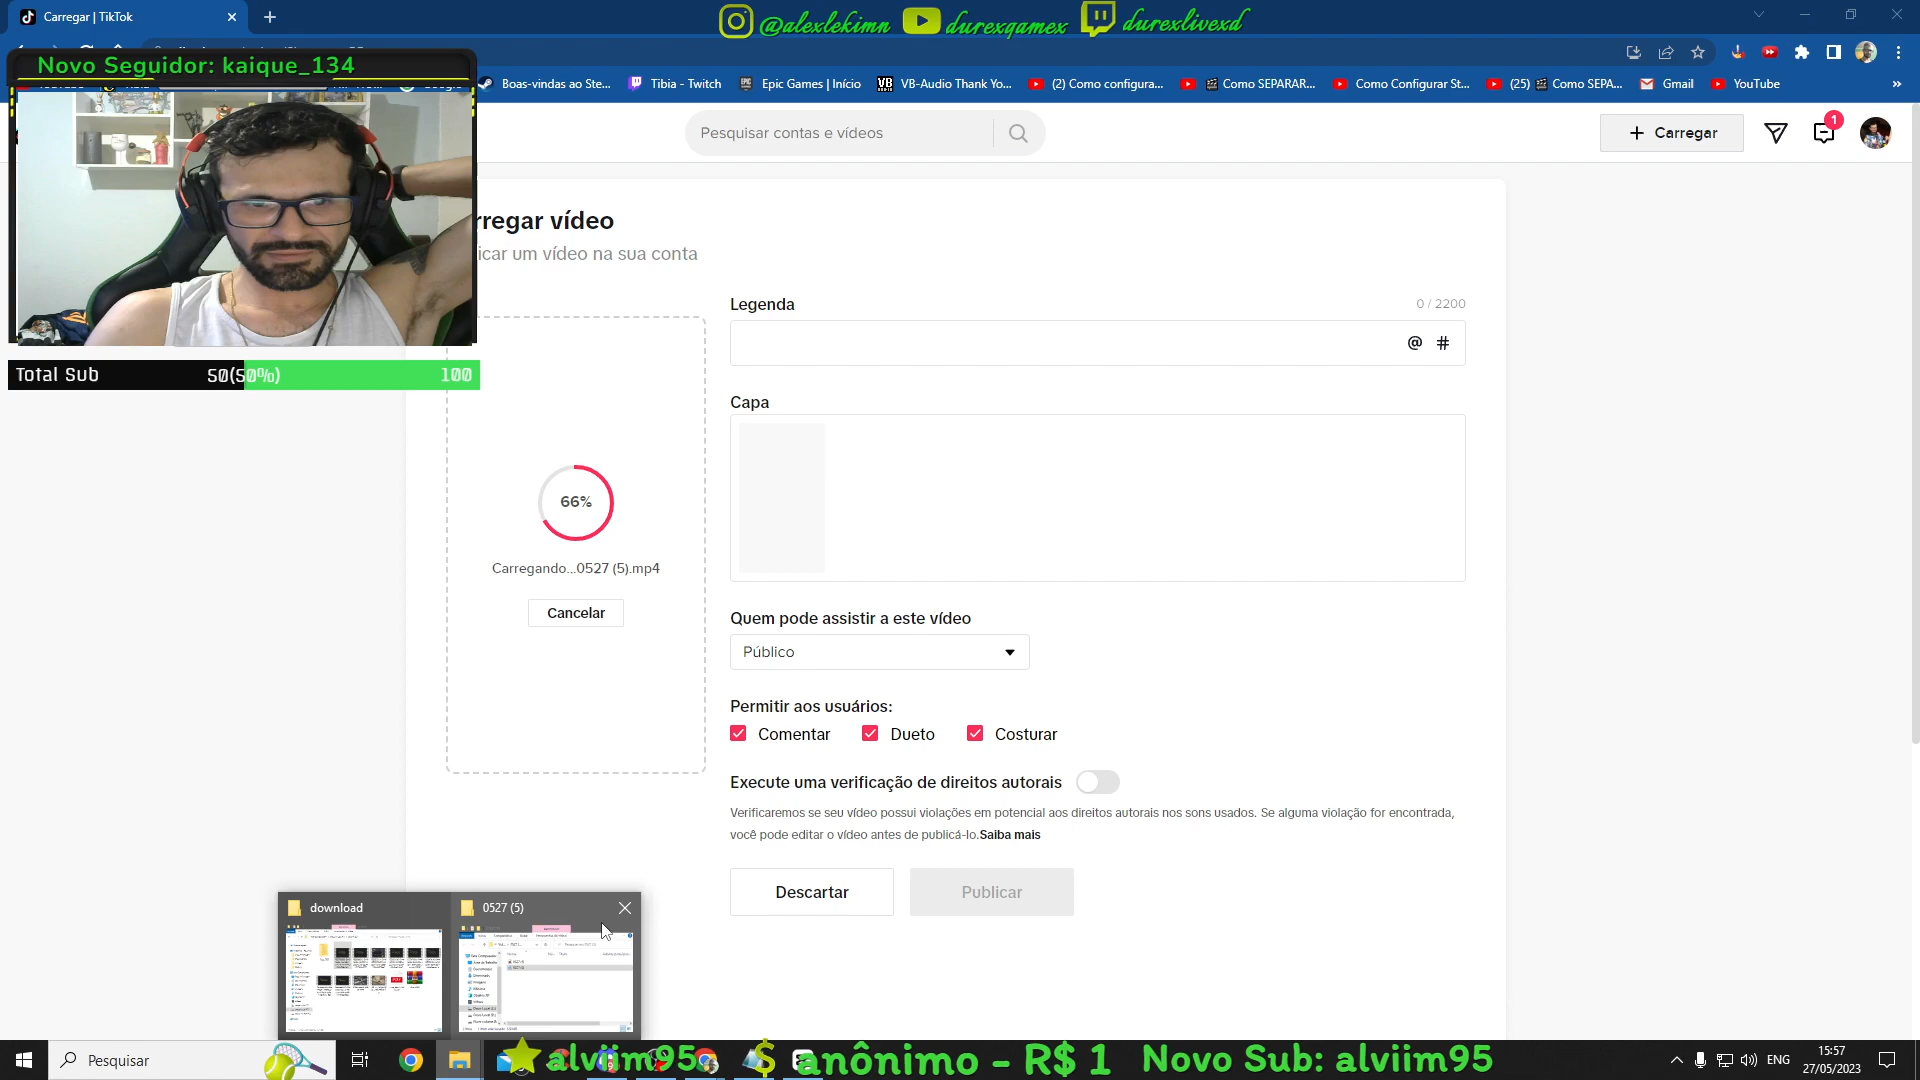 Carregar | TikTok
@alexlekimn
durexgamex
durexlivexd
Novo Seguidor: kaique_134
Boas-vindas ao Ste...
Tibia - Twitch
Epic Games | Início
VB-Audio Thank Yo...
(2) Como configura...
Como SEPARAR...
Como Configurar St...
(25)
Como SEPA...
Gmail
YouTube
»
Pesquisar contas e vídeos
Carregar
1
rregar vídeo
icar um vídeo na sua conta
Legenda
0 / 2200
@ #
Total Sub 50(50%) 100
Capa
66%
Carregando...0527 (5).mp4
Cancelar
Quem pode assistir a este vídeo
Público
Permitir aos usuários:
Comentar
Dueto
Costurar
Execute uma verificação de direitos autorais
Verificaremos se seu vídeo possui violações em potencial aos direitos autorais nos sons usados. Se alguma violação for encontrada,
você pode editar o vídeo antes de publicá-lo.Saiba mais
Descartar
Publicar
download
0527 (5)
Pesquisar
alviim95
anônimo - R$ 1
Novo Sub: alviim95
ENG
15:57
27/05/2023